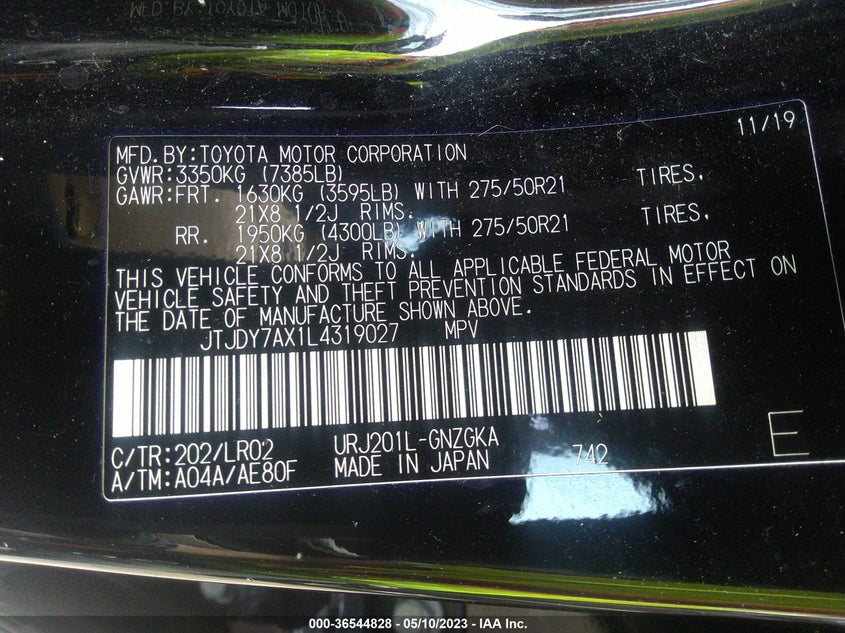 11/19
MFD.BY:TOYOTA MOTOR CORPORATION
GVWR:3350KG (7385LB)
GAWR:FRT. 1630KG (3595LB) WITH 275/50R21 TIRES,
21X8 1/2J RIMS.
RR. 1950KG (4300LB) WITH 275/50R21 TIRES,
21X8 1/2J RIMS.
THIS VEHICLE CONFORMS TO ALL APPLICABLE FEDERAL MOTOR
VEHICLE SAFETY AND THEFT PREVENTION STANDARDS IN EFFECT ON
THE DATE OF MANUFACTURE SHOWN ABOVE.
JTJDY7AX1L4319027 MPV
C/TR:202/LR02 URJ201L-GNZGKA
A/TM:A04A/AE80F MADE IN JAPAN 742
E
000-36544828 - 05/10/2023 - IAA Inc.